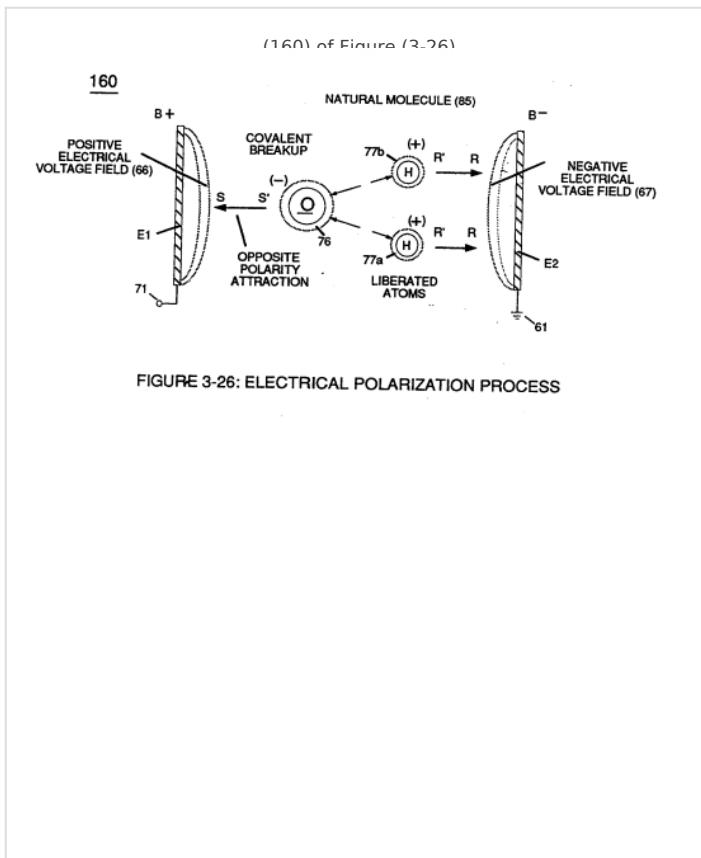 (160) of Figure (3-26)
160
NATURAL MOLECULE (85)
B+
B−
POSITIVE
ELECTRICAL
VOLTAGE FIELD (66)
COVALENT
BREAKUP
77b
(+)
H
R'
R
NEGATIVE
ELECTRICAL
VOLTAGE FIELD (67)
(−)
S
S'
O
76
(+)
H
R'
R
E1
OPPOSITE
POLARITY
ATTRACTION
77a
LIBERATED
ATOMS
E2
71
61
FIGURE 3-26: ELECTRICAL POLARIZATION PROCESS